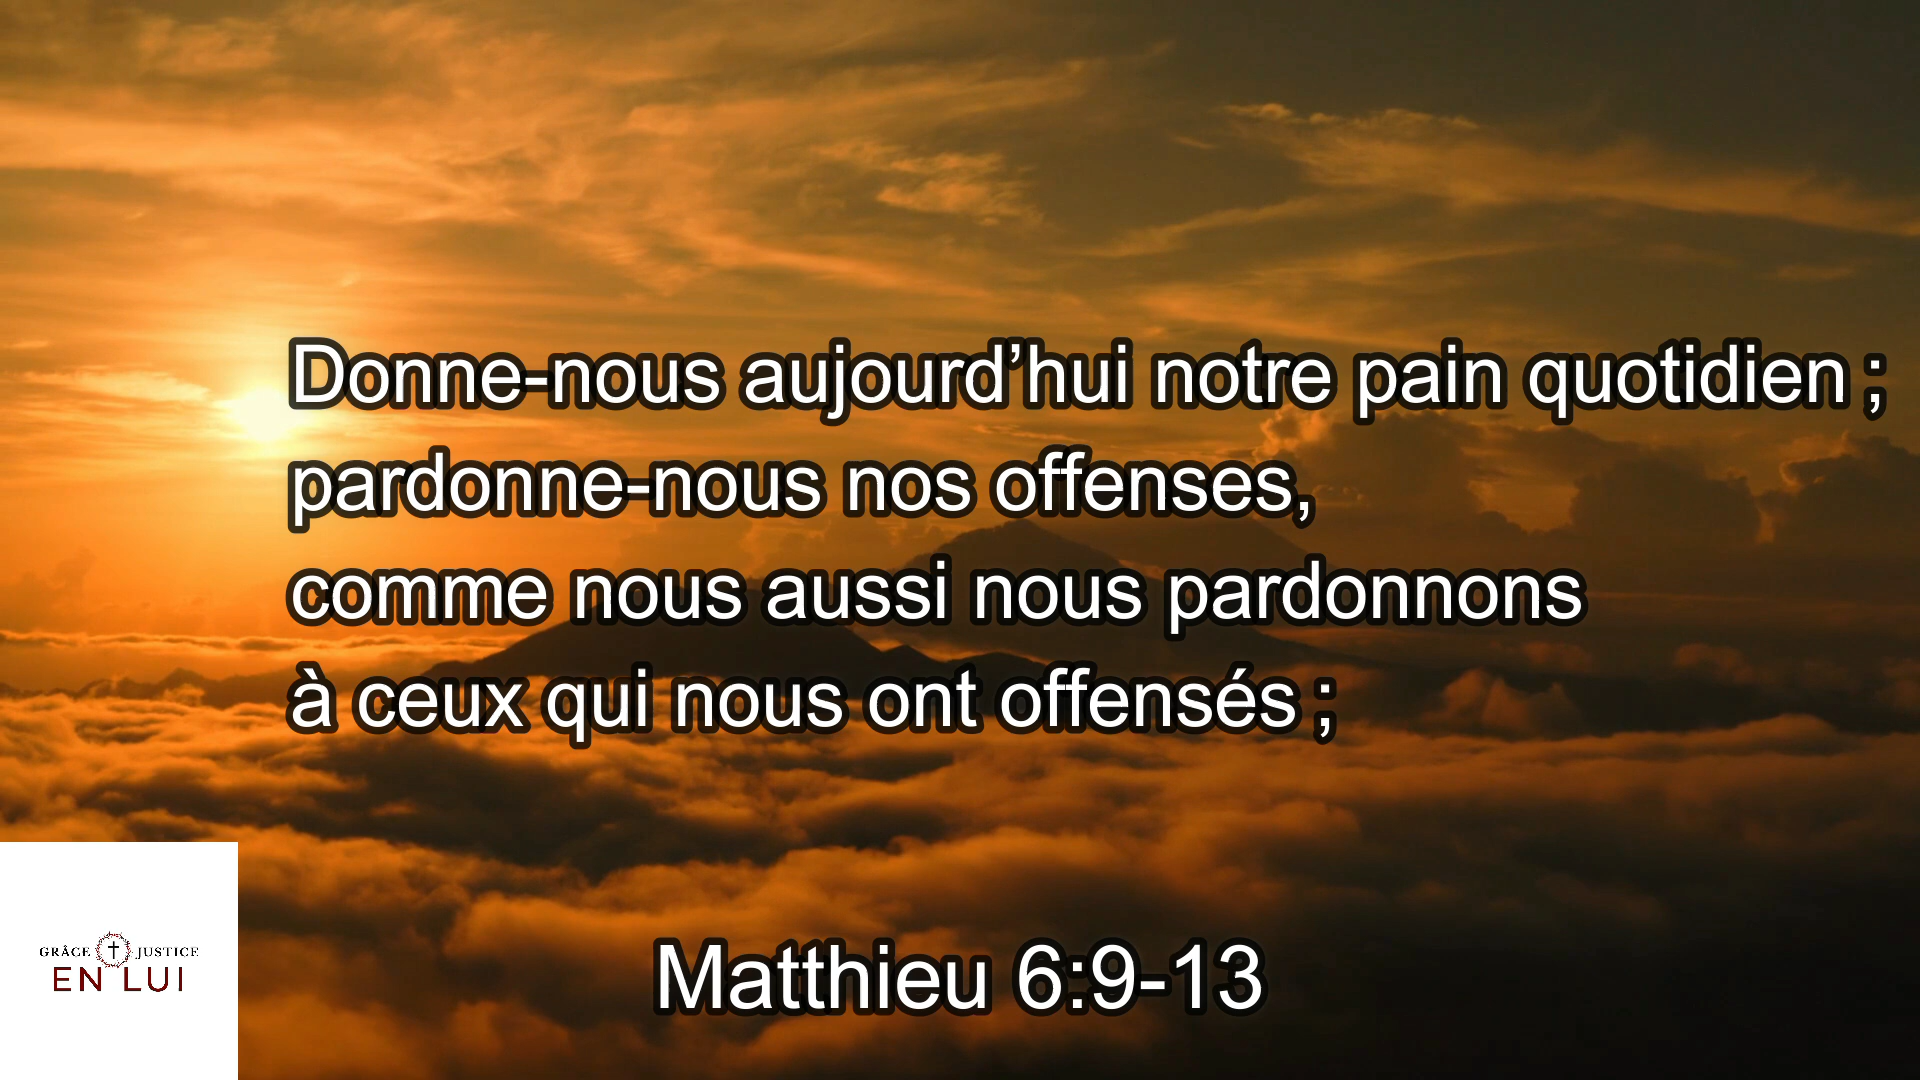 Donne-nous aujourd’hui notre pain quotidien ;
pardonne-nous nos offenses,
comme nous aussi nous pardonnons
à ceux qui nous ont offensés ;
Matthieu 6:9-13
GRÂCE JUSTICE
EN LUI